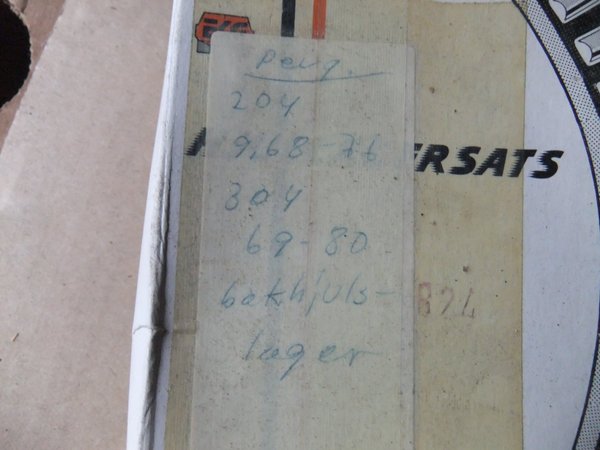 Peug.
204
9.68-76
ERSATS
304
69-80
bakhjuls-
824
lager